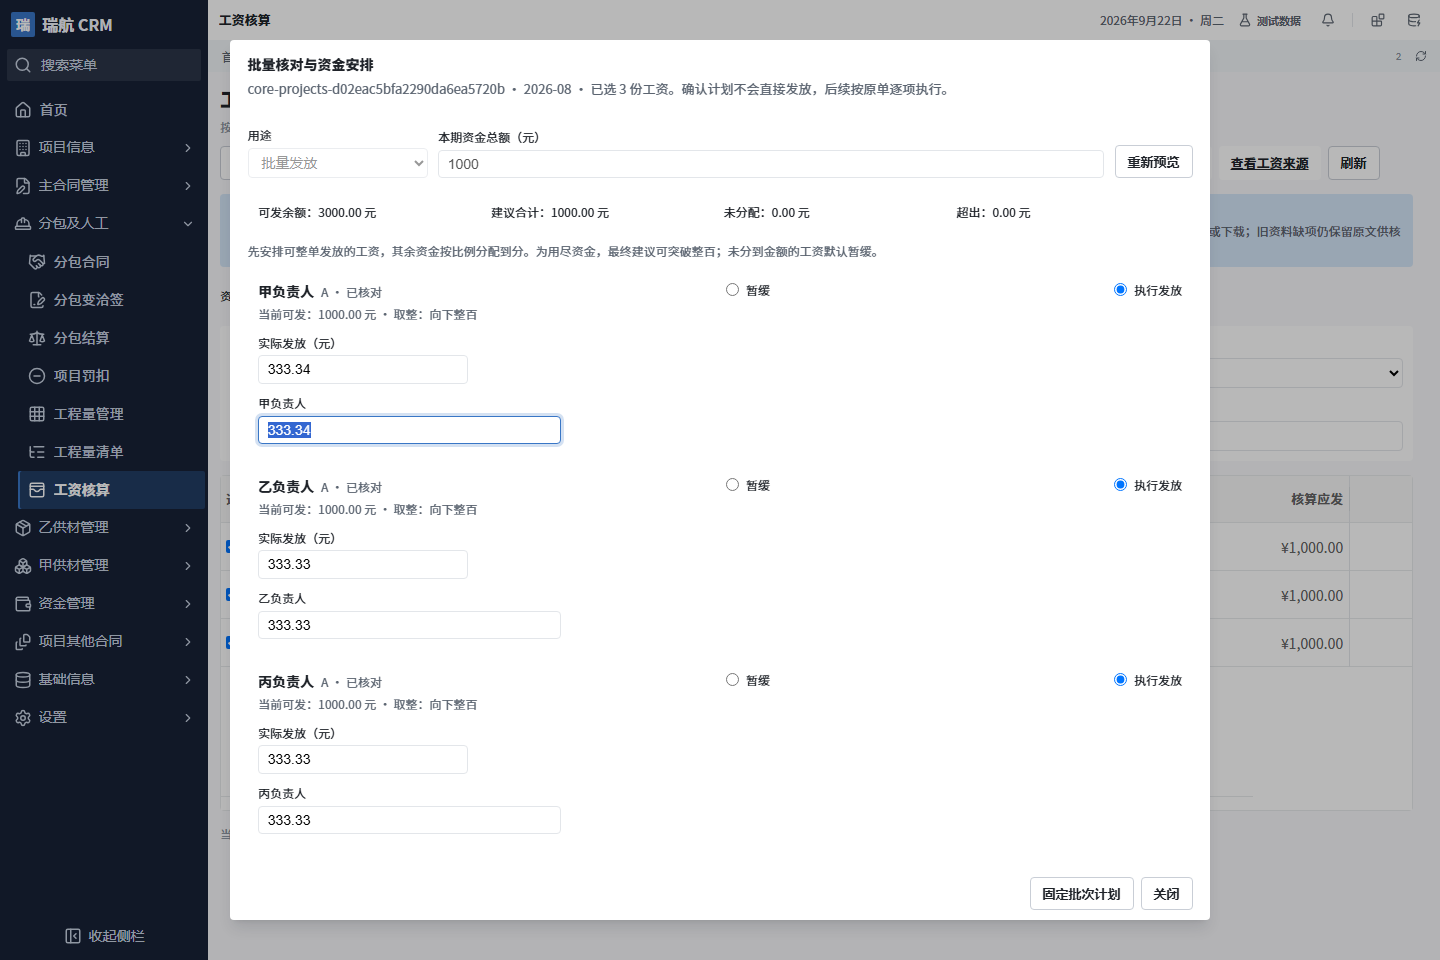 瑞 瑞航 CRM
搜索菜单
首页
项目信息
主合同管理
分包及人工
分包合同
分包变洽签
分包结算
项目罚扣
工程量管理
工程量清单
工资核算
乙供材管理
甲供材管理
资金管理
项目其他合同
基础信息
设置
收起侧栏
工资核算
2026年9月22日 • 周二
测试数据
2
查看工资来源
刷新
或下载；旧资料缺项仍保留原文供核
核算应发
¥1,000.00
¥1,000.00
¥1,000.00
批量核对与资金安排
core-projects-d02eac5bfa2290da6ea5720b • 2026-08 • 已选 3 份工资。确认计划不会直接发放，后续按原单逐项执行。
用途
批量发放
本期资金总额（元）
1000
重新预览
可发余额：3000.00 元
建议合计：1000.00 元
未分配：0.00 元
超出：0.00 元
先安排可整单发放的工资，其余资金按比例分配到分。为用尽资金，最终建议可突破整百；未分到金额的工资默认暂缓。
甲负责人 A • 已核对
暂缓
执行发放
当前可发：1000.00 元 • 取整：向下整百
实际发放（元）
333.34
甲负责人
333.34
乙负责人 A • 已核对
暂缓
执行发放
当前可发：1000.00 元 • 取整：向下整百
实际发放（元）
333.33
乙负责人
333.33
丙负责人 A • 已核对
暂缓
执行发放
当前可发：1000.00 元 • 取整：向下整百
实际发放（元）
333.33
丙负责人
333.33
固定批次计划
关闭